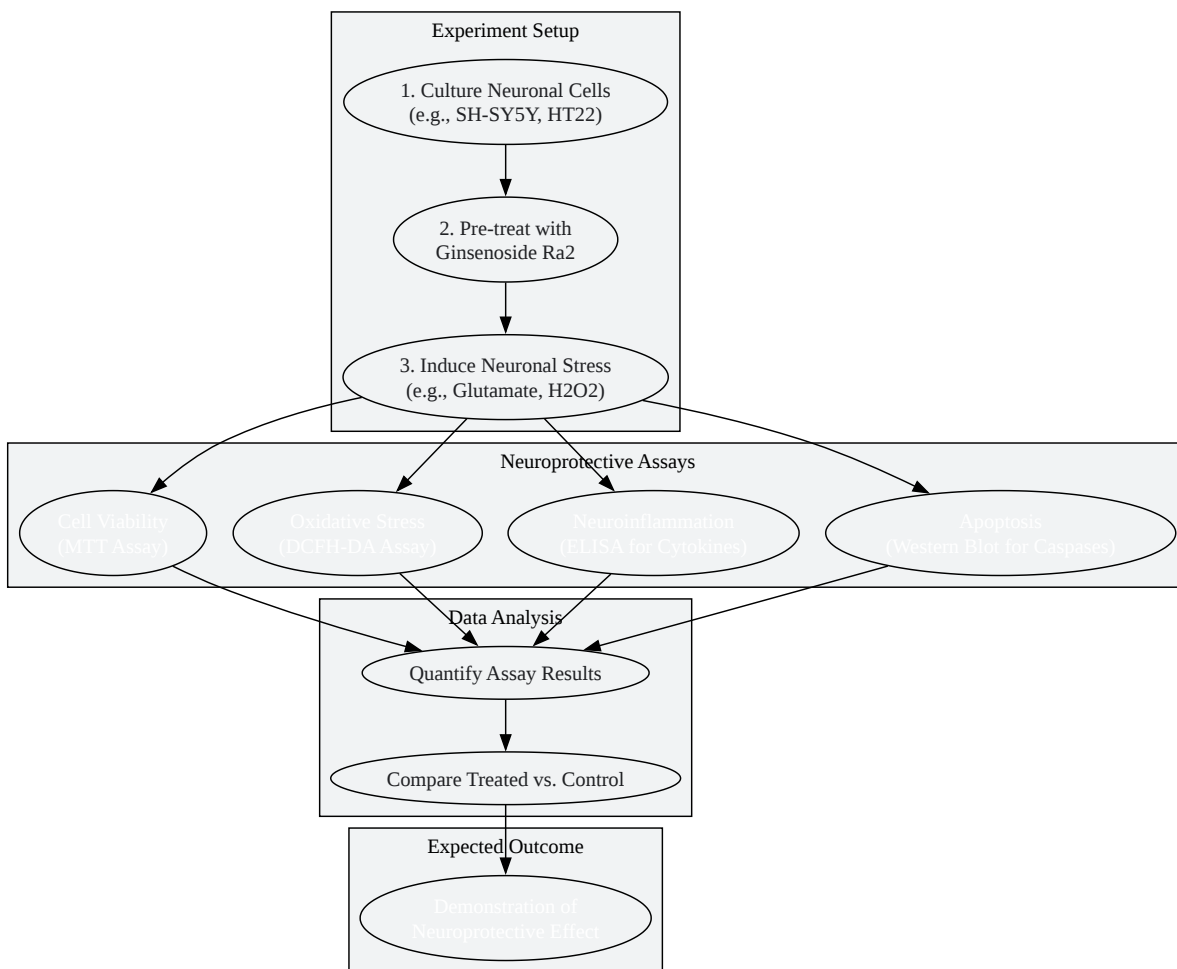 Experiment Setup
1. Culture Neuronal Cells
(e.g., SH-SY5Y, HT22)
2. Pre-treat with
Ginsenoside Ra2
3. Induce Neuronal Stress
(e.g., Glutamate, H2O2)
Neuroprotective Assays
Cell Viability
(MTT Assay)
Oxidative Stress
(DCFH-DA Assay)
Neuroinflammation
(ELISA for Cytokines)
Apoptosis
(Western Blot for Caspases)
Data Analysis
Quantify Assay Results
Compare Treated vs. Control
Expected Outcome
Demonstration of
Neuroprotective Effect